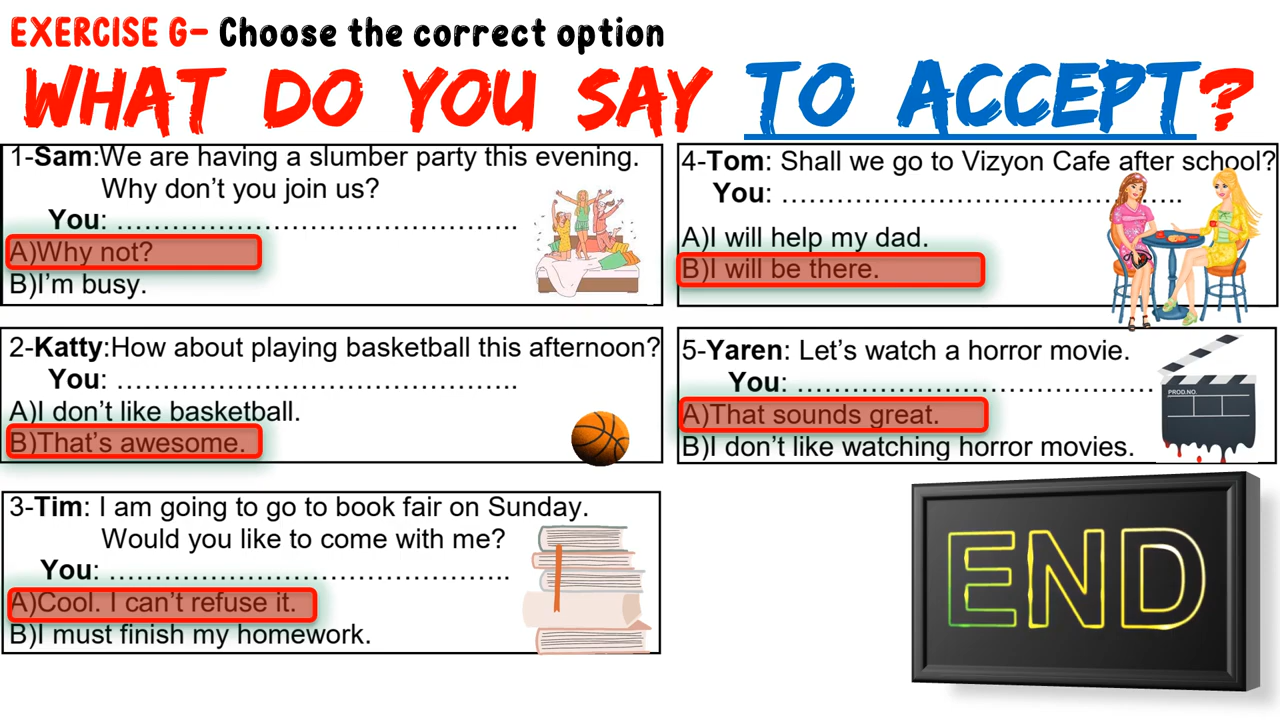 EXERCISE G- Choose the correct option
WHAT DO YOU SAY TO ACCEPT?
1-Sam:We are having a slumber party this evening.
Why don't you join us?
You: ……………………………………..
A)Why not?
B)I'm busy.
2-Katty:How about playing basketball this afternoon?
You: ……………………………………..
A)I don't like basketball.
B)That's awesome.
3-Tim: I am going to go to book fair on Sunday.
Would you like to come with me?
You: ……………………………………..
A)Cool. I can't refuse it.
B)I must finish my homework.
4-Tom: Shall we go to Vizyon Cafe after school?
You: ……………………………………..
A)I will help my dad.
B)I will be there.
5-Yaren: Let's watch a horror movie.
You: ……………………………………
A)That sounds great.
B)I don't like watching horror movies.
PROD.NO.
END